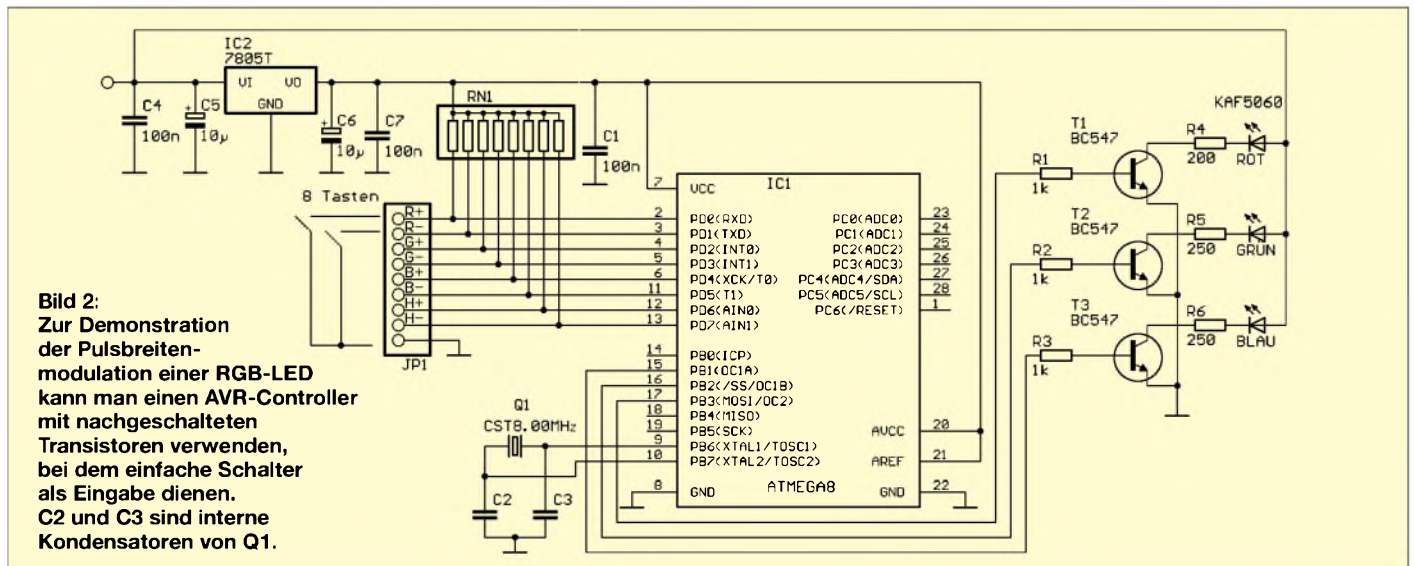 IC2
7805T
VI
VO
GND
C4
100n
C5
+
10µ
C6
+
10µ
C7
100n
RN1
C1
100n
8 Tasten
R+
R-
G+
G-
B+
B-
H+
H-
JP1
IC1
7 VCC
2 PD0(RXD)
3 PD1(TXD)
4 PD2(INT0)
5 PD3(INT1)
6 PD4(XCK/T0)
11 PD5(T1)
12 PD6(AIN0)
13 PD7(AIN1)
14 PB0(ICP)
15 PB1(OC1A)
16 PB2(/SS/OC1B)
17 PB3(MOSI/OC2)
18 PB4(MISO)
19 PB5(SCK)
9 PB6(XTAL1/TOSC1)
10 PB7(XTAL2/TOSC2)
8 GND
PC0(ADC0) 23
PC1(ADC1) 24
PC2(ADC2) 25
PC3(ADC3) 26
PC4(ADC4/SDA) 27
PC5(ADC5/SCL) 28
PC6(/RESET) 1
AVCC 20
AREF 21
GND 22
ATMEGA8
Q1
CST8.00MHz
C2
C3
KAF5060
T1
BC547
R1
1k
R4
200
ROT
T2
BC547
R2
1k
R5
250
GRUN
T3
BC547
R3
1k
R6
250
BLAU
Bild 2:
Zur Demonstration
der Pulsbreiten-
modulation einer RGB-LED
kann man einen AVR-Controller
mit nachgeschalteten
Transistoren verwenden,
bei dem einfache Schalter
als Eingabe dienen.
C2 und C3 sind interne
Kondensatoren von Q1.